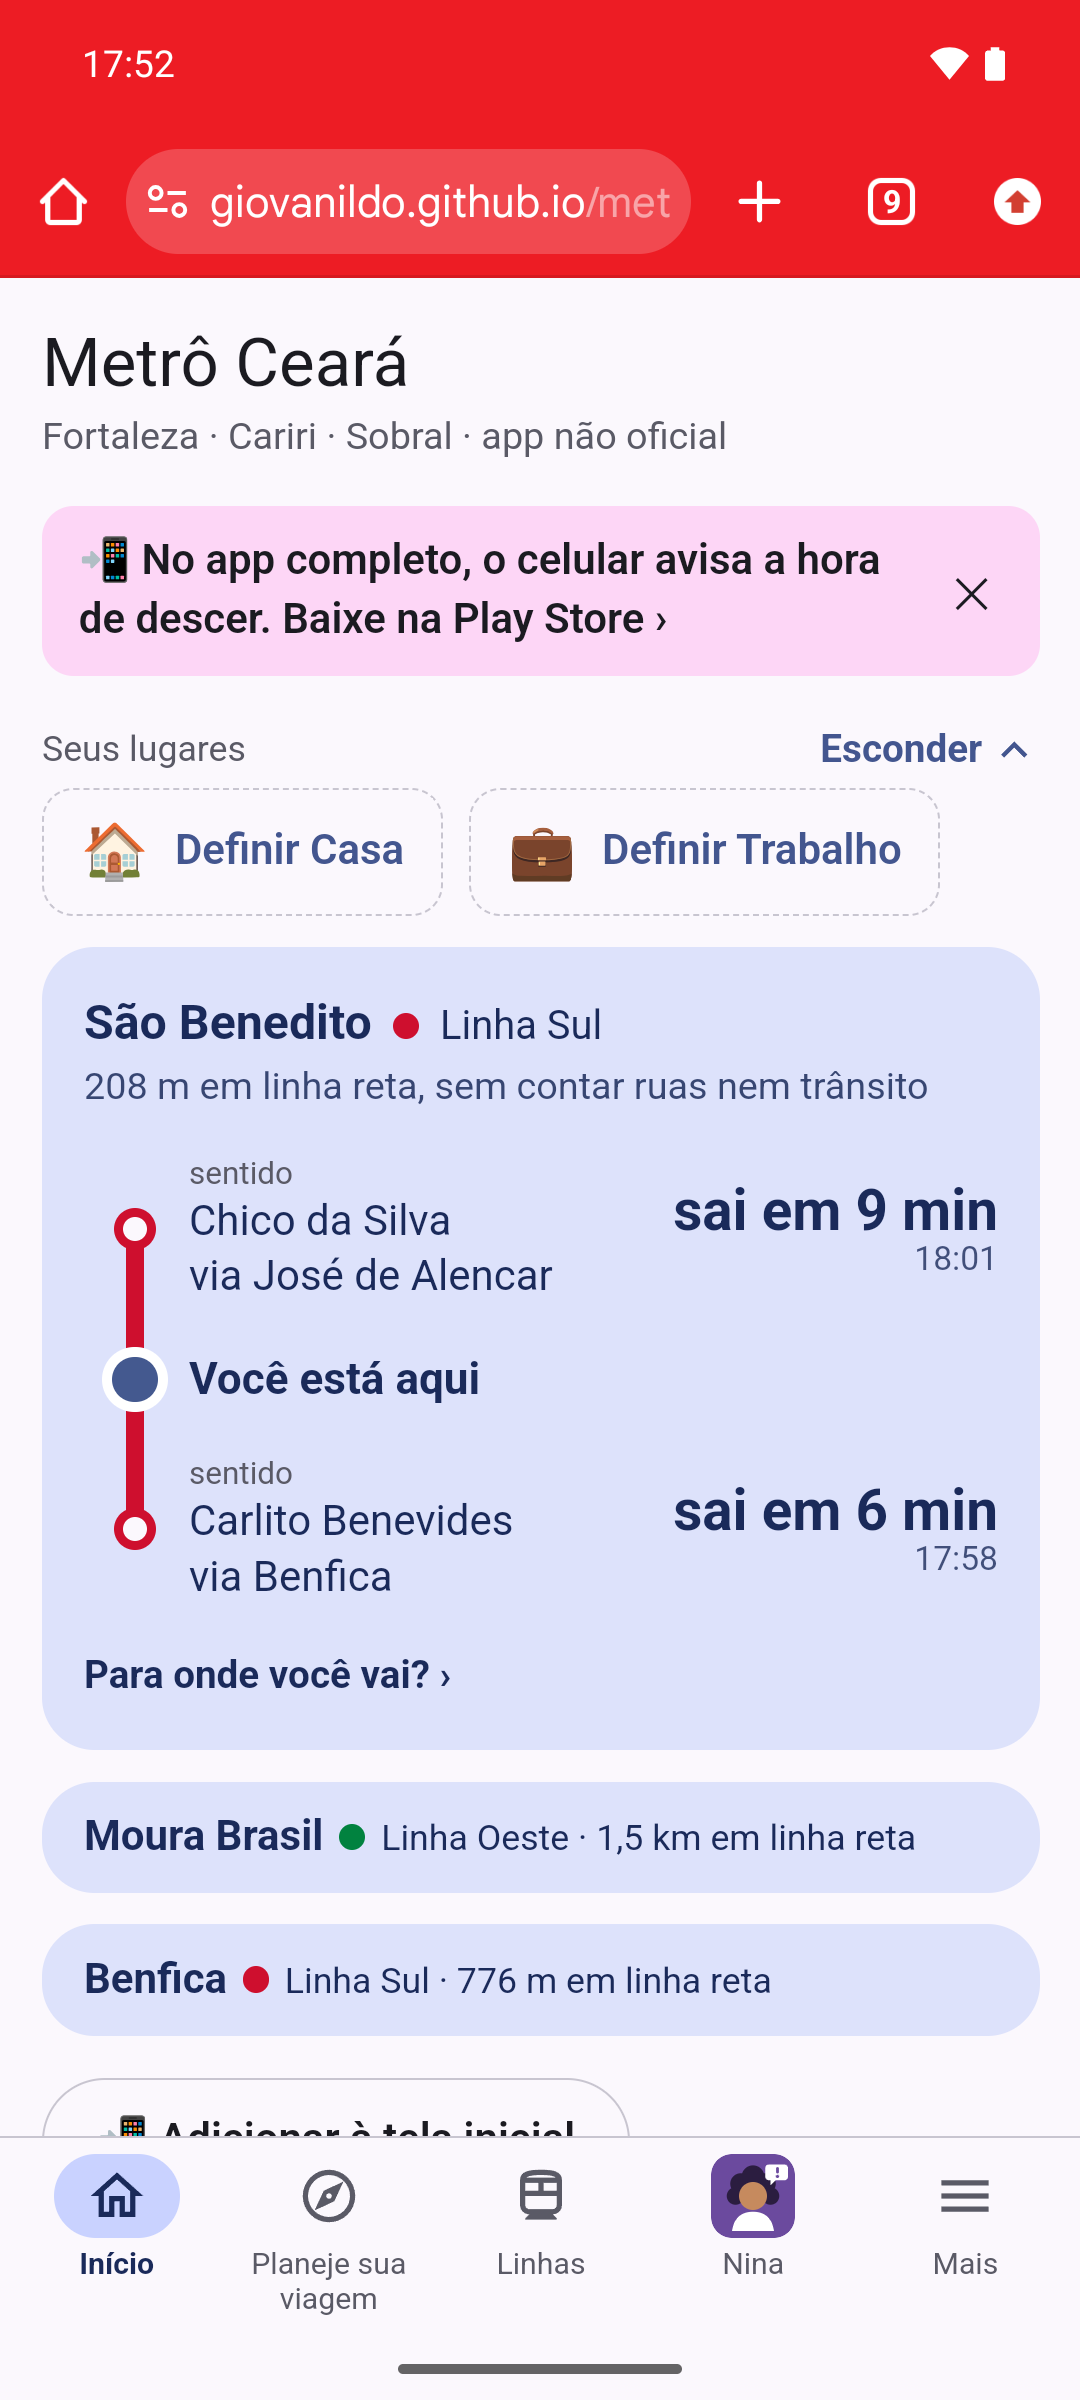 17:52
giovanildo.github.io/met
9
Metrô Ceará
Fortaleza · Cariri · Sobral · app não oficial
No app completo, o celular avisa a hora
de descer. Baixe na Play Store ›
Seus lugares
Esconder
Definir Casa
Definir Trabalho
São Benedito Linha Sul
208 m em linha reta, sem contar ruas nem trânsito
sentido
Chico da Silva
via José de Alencar
sai em 9 min
18:01
Você está aqui
sentido
Carlito Benevides
via Benfica
sai em 6 min
17:58
Para onde você vai? ›
Moura Brasil Linha Oeste · 1,5 km em linha reta
Benfica Linha Sul · 776 m em linha reta
Adicionar à tela inicial
Início
Planeje sua
viagem
Linhas
Nina
Mais